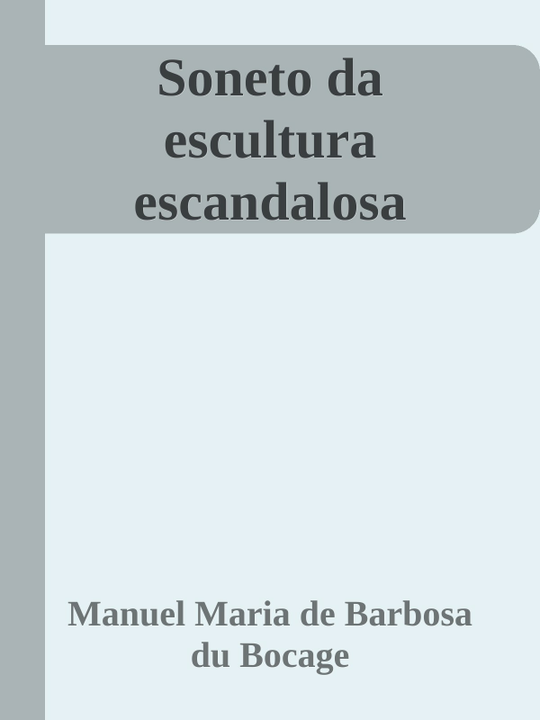 Soneto da
escultura
escandalosa
Manuel Maria de Barbosa
du Bocage